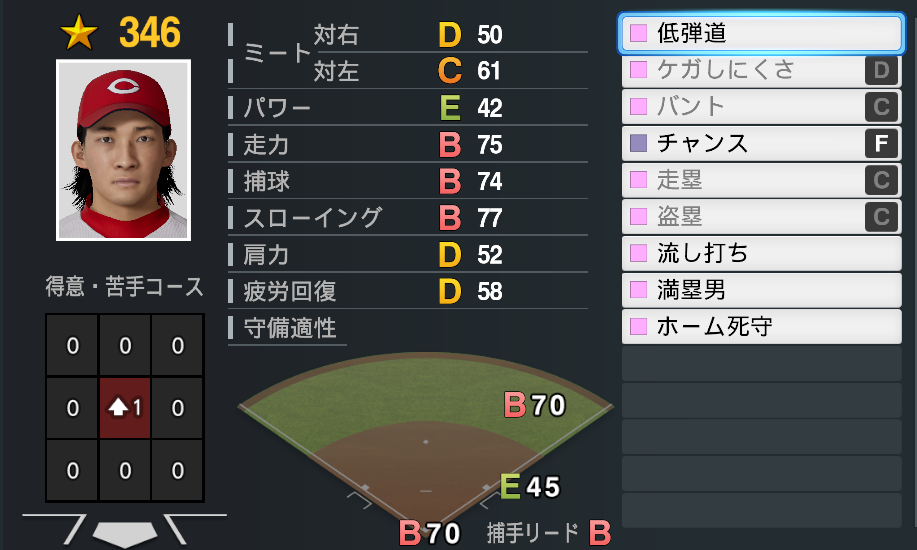 346
得意・苦手コース
0 0 0
0 1 0
0 0 0
ミート 対右 D 50
対左 C 61
パワー E 42
走力 B 75
捕球 B 74
スローイング B 77
肩力 D 52
疲労回復 D 58
守備適性
B 70
E 45
B 70 捕手リード B
低弾道
ケガしにくさ D
バント C
チャンス F
走塁 C
盗塁 C
流し打ち
満塁男
ホーム死守